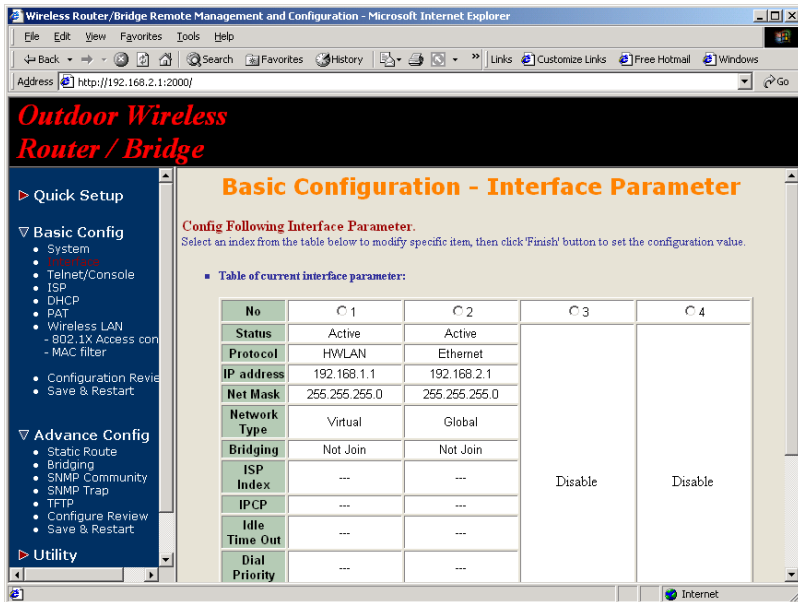 Wireless Router/Bridge Remote Management and Configuration - Microsoft Internet Explorer
File Edit View Favorites Tools Help
Back Search Favorites History » Links Customize Links Free Hotmail Windows
Address http://192.168.2.1:2000/ Go
Outdoor Wireless
Router / Bridge
Quick Setup
Basic Config
System
Interface
Telnet/Console
ISP
DHCP
PAT
Wireless LAN
- 802.1X Access con
- MAC filter
Configuration Revie
Save & Restart
Advance Config
Static Route
Bridging
SNMP Community
SNMP Trap
TFTP
Configure Review
Save & Restart
Utility
Basic Configuration - Interface Parameter
Config Following Interface Parameter.
Select an index from the table below to modify specific item, then click 'Finish' button to set the configuration value.
Table of current interface parameter:
No 1 2 3 4
Status Active Active
Protocol HWLAN Ethernet
IP address 192.168.1.1 192.168.2.1
Net Mask 255.255.255.0 255.255.255.0
Network
Type Virtual Global
Bridging Not Join Not Join
ISP
Index --- --- Disable Disable
IPCP --- ---
Idle
Time Out --- ---
Dial
Priority --- ---
Internet